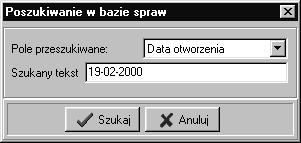 Poszukiwanie w bazie spraw
Pole przeszukiwane: Data otworzenia
Szukany tekst 19-02-2000
Szukaj Anuluj